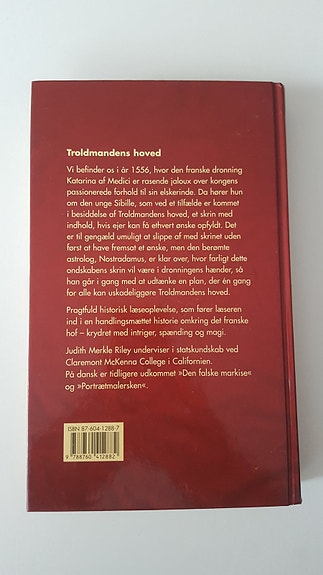 Troldmandens hoved
Vi befinder os i år 1556, hvor den franske dronning
Katarina af Medici er rasende jaloux over kongens
passionerede forhold til sin elskerinde. Da hører hun
om den unge Sibille, som ved et tilfælde er kommet
i besiddelse af Troldmandens hoved, et skrin med
indhold, hvis ejer kan få ethvert ønske opfyldt. Det
er til gengæld umuligt at slippe af med skrinet uden
først at have fremsat et ønske, men den berømte
astrolog, Nostradamus, er klar over, hvor farligt dette
ondskabens skrin vil være i dronningens hænder, så
han går i gang med at udtænke en plan, der én gang
for alle kan uskadeliggøre Troldmandens hoved.
Pragtfuld historisk læseoplevelse, som fører læseren
ind i en handlingsmættet historie omkring det franske
hof – krydret med intriger, spænding og magi.
Judith Merkle Riley underviser i statskundskab ved
Claremont McKenna College i Californien.
På dansk er tidligere udkommet »Den falske markise«
og »Portrætmalersken«.
ISBN 87-604-1288-7
9 788760 412882